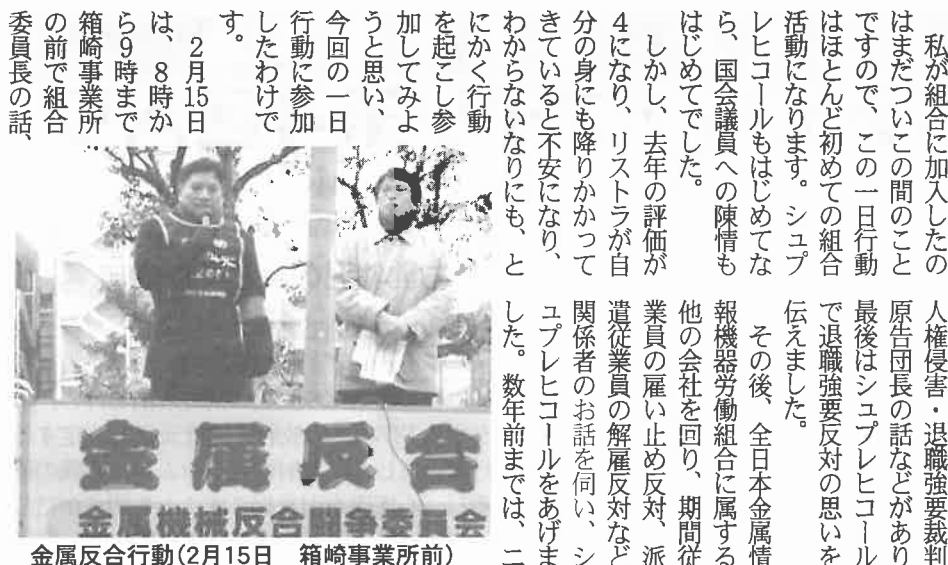 私が組合に加入したの
はまだついこの間のこと
ですので、この一日行動
はほとんど初めての組合
活動になります。シュプ
レヒコールもはじめてな
ら、国会議員への陳情も
はじめてでした。
しかし、去年の評価が
4になり、リストラが自
分の身にも降りかかって
きていると不安になり、
わからないなりにも、と
にかく行動
を起こし参
加してみよ
うと思い、
今回の一日
行動に参加
したわけで
す。
2月15日
は、8時か
ら9時まで
箱崎事業所
の前で組合
委員長の話、
人権侵害・退職強要裁判
原告団長の話などがあり
最後はシュプレヒコール
で退職強要反対の思いを
伝えました。
その後、全日本金属情
報機器労働組合に属する
他の会社を回り、期間従
業員の雇い止め反対、派
遣従業員の解雇反対など
関係者のお話を伺い、シ
ュプレヒコールをあげま
した。数年前までは、二
金属反合
金属機械反合闘争委員会
金属反合行動(2月15日 箱崎事業所前)